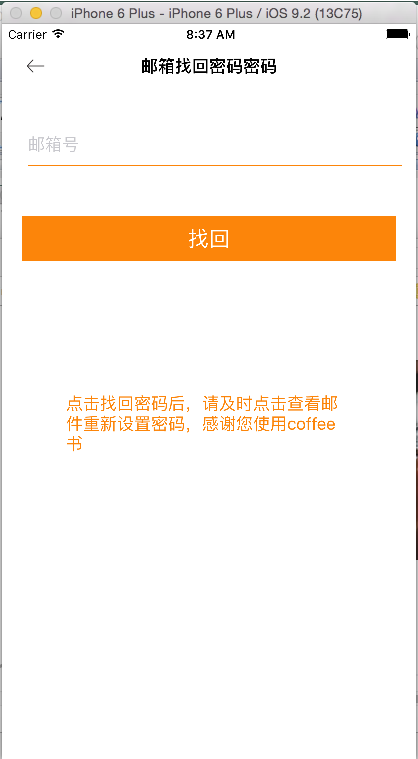 iPhone 6 Plus - iPhone 6 Plus / iOS 9.2 (13C75)
Carrier 8:37 AM
邮箱找回密码密码
邮箱号
找回
点击找回密码后，请及时点击查看邮
件重新设置密码，感谢您使用coffee
书